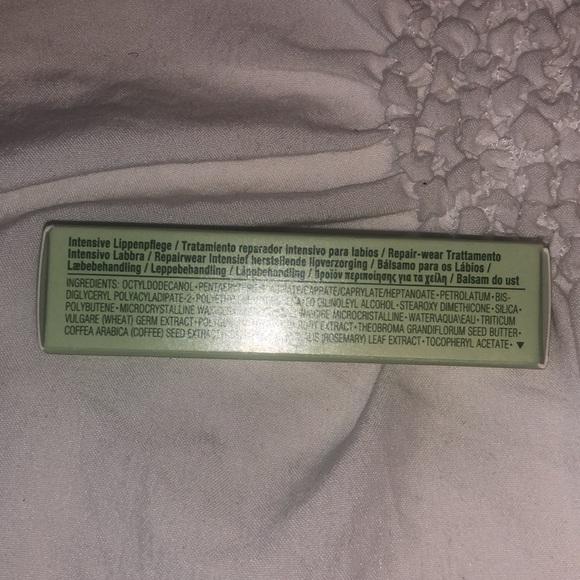 Intensive Lippenpflege / Tratamiento reparador intensivo para labios / Repair-wear Trattamento
Intensivo Labbra / Repairwear Intensief herstellende lipverzorging / Bálsamo para os Lábios /
Læbebehandling / Leppebehandling / Läppbehandling / Προϊόν περιποίησης για τα χείλη / Balsam do ust
INGREDIENTS: OCTYLDODECANOL • CAPRATE/CAPRYLATE/HEPTANOATE • PETROLATUM • BIS-
DIGLYCERYL POLYACYLADIPATE-2 • LINOLEYL ALCOHOL • STEAROXY DIMETHICONE • SILICA •
POLYBUTENE • MICROCRYSTALLINE WAX MICROCRISTALLINE • WATER\AQUA\EAU • TRITICUM
VULGARE (WHEAT) GERM EXTRACT • EXTRACT • THEOBROMA GRANDIFLORUM SEED BUTTER •
COFFEA ARABICA (COFFEE) SEED (ROSEMARY) LEAF EXTRACT • TOCOPHERYL ACETATE • ▼